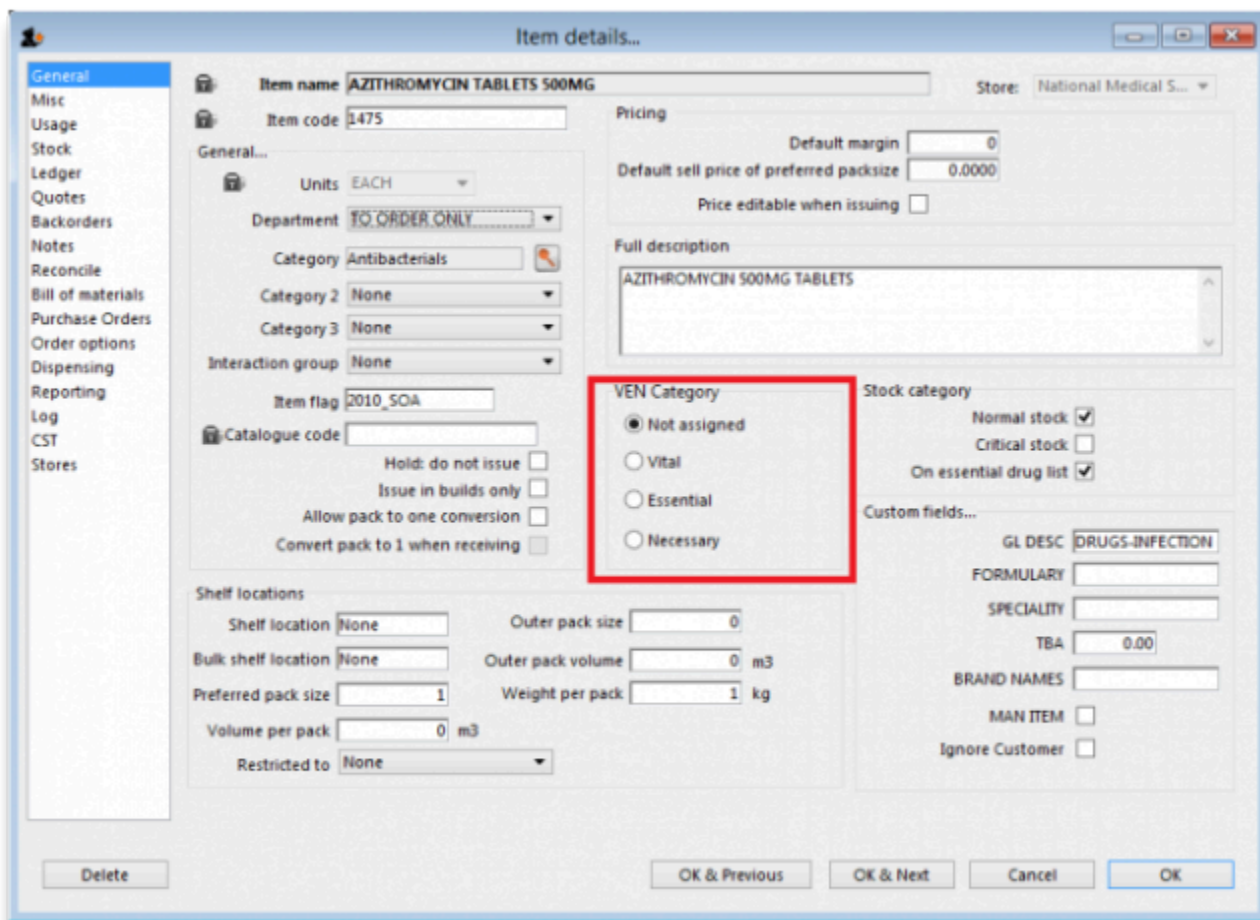 Item details...
General
Misc
Usage
Stock
Ledger
Quotes
Backorders
Notes
Reconcile
Bill of materials
Purchase Orders
Order options
Dispensing
Reporting
Log
CST
Stores
Item name AZITHROMYCIN TABLETS 500MG
Store: National Medical S...
Item code 1475
General...
Units EACH
Department TO ORDER ONLY
Category Antibacterials
Category 2 None
Category 3 None
Interaction group None
Item flag 2010_SOA
Catalogue code
Hold: do not issue
Issue in builds only
Allow pack to one conversion
Convert pack to 1 when receiving
Pricing
Default margin 0
Default sell price of preferred packsize 0.0000
Price editable when issuing
Full description
AZITHROMYCIN 500MG TABLETS
VEN Category
Not assigned
Vital
Essential
Necessary
Stock category
Normal stock
Critical stock
On essential drug list
Custom fields...
GL DESC DRUGS-INFECTION
FORMULARY
SPECIALITY
TBA 0.00
BRAND NAMES
MAN ITEM
Ignore Customer
Shelf locations
Shelf location None
Bulk shelf location None
Preferred pack size 1
Volume per pack 0 m3
Restricted to None
Outer pack size 0
Outer pack volume 0 m3
Weight per pack 1 kg
Delete
OK & Previous
OK & Next
Cancel
OK